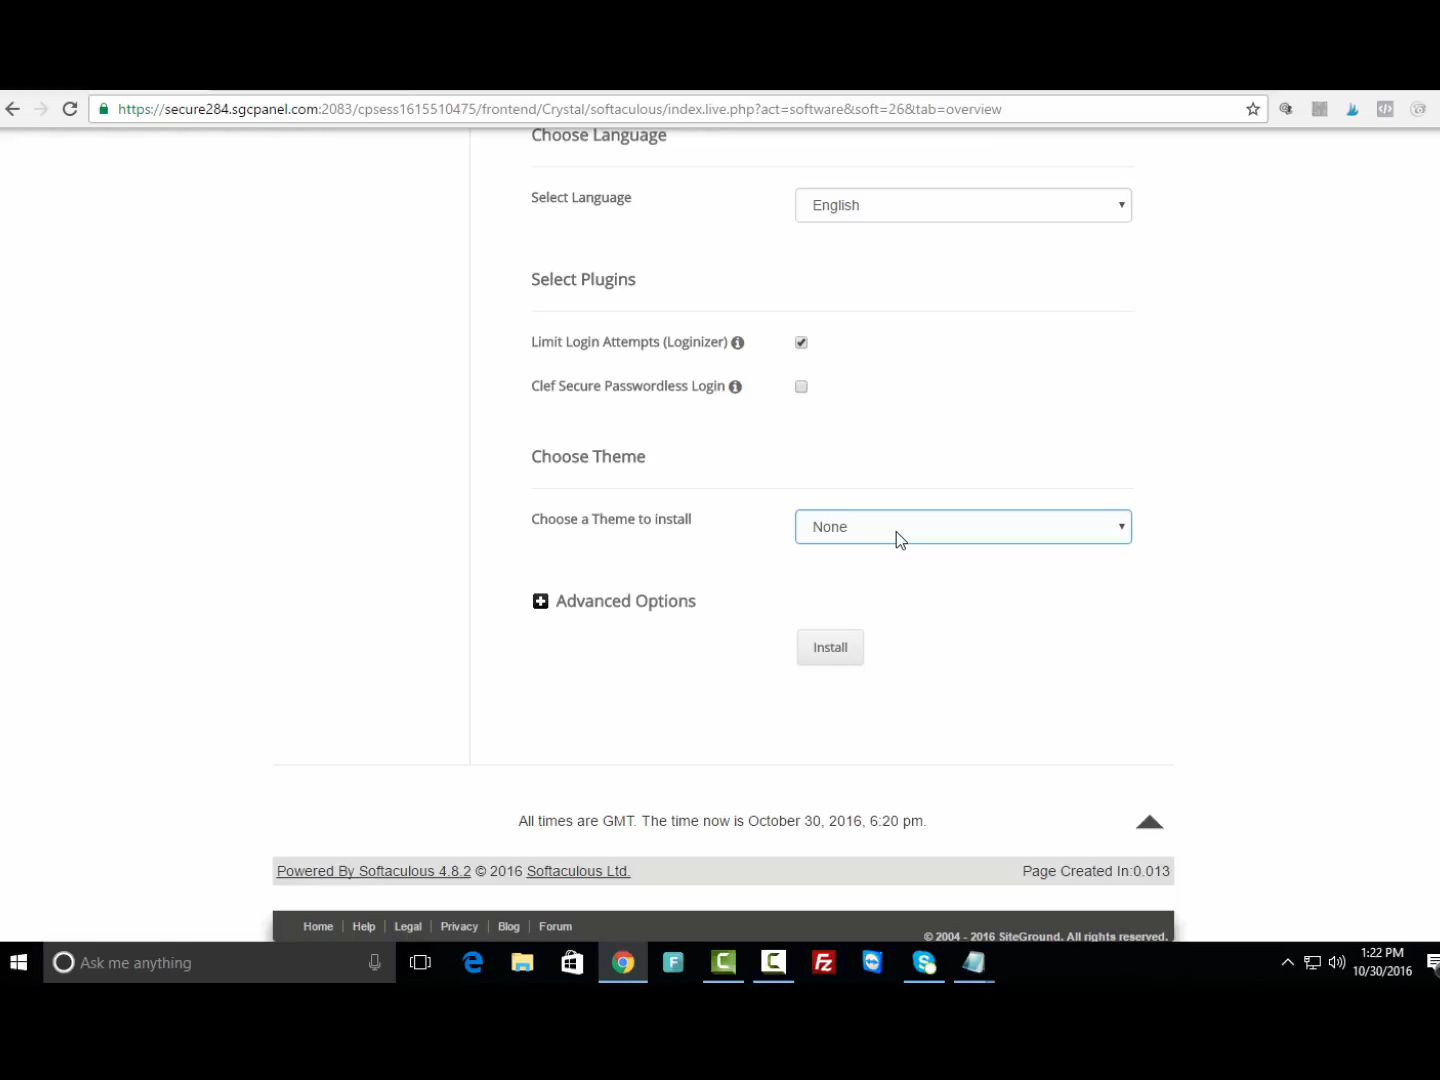 https://secure284.sgcpanel.com:2083/cpsess1615510475/frontend/Crystal/softaculous/index.live.php?act=software&soft=26&tab=overview
Choose Language
Select Language
English
Select Plugins
Limit Login Attempts (Loginizer)
Clef Secure Passwordless Login
Choose Theme
Choose a Theme to install
None
Advanced Options
Install
All times are GMT. The time now is October 30, 2016, 6:20 pm.
Powered By Softaculous 4.8.2 © 2016 Softaculous Ltd.
Page Created In:0.013
Home | Help | Legal | Privacy | Blog | Forum
© 2004 - 2016 SiteGround. All rights reserved.
Ask me anything
1:22 PM
10/30/2016